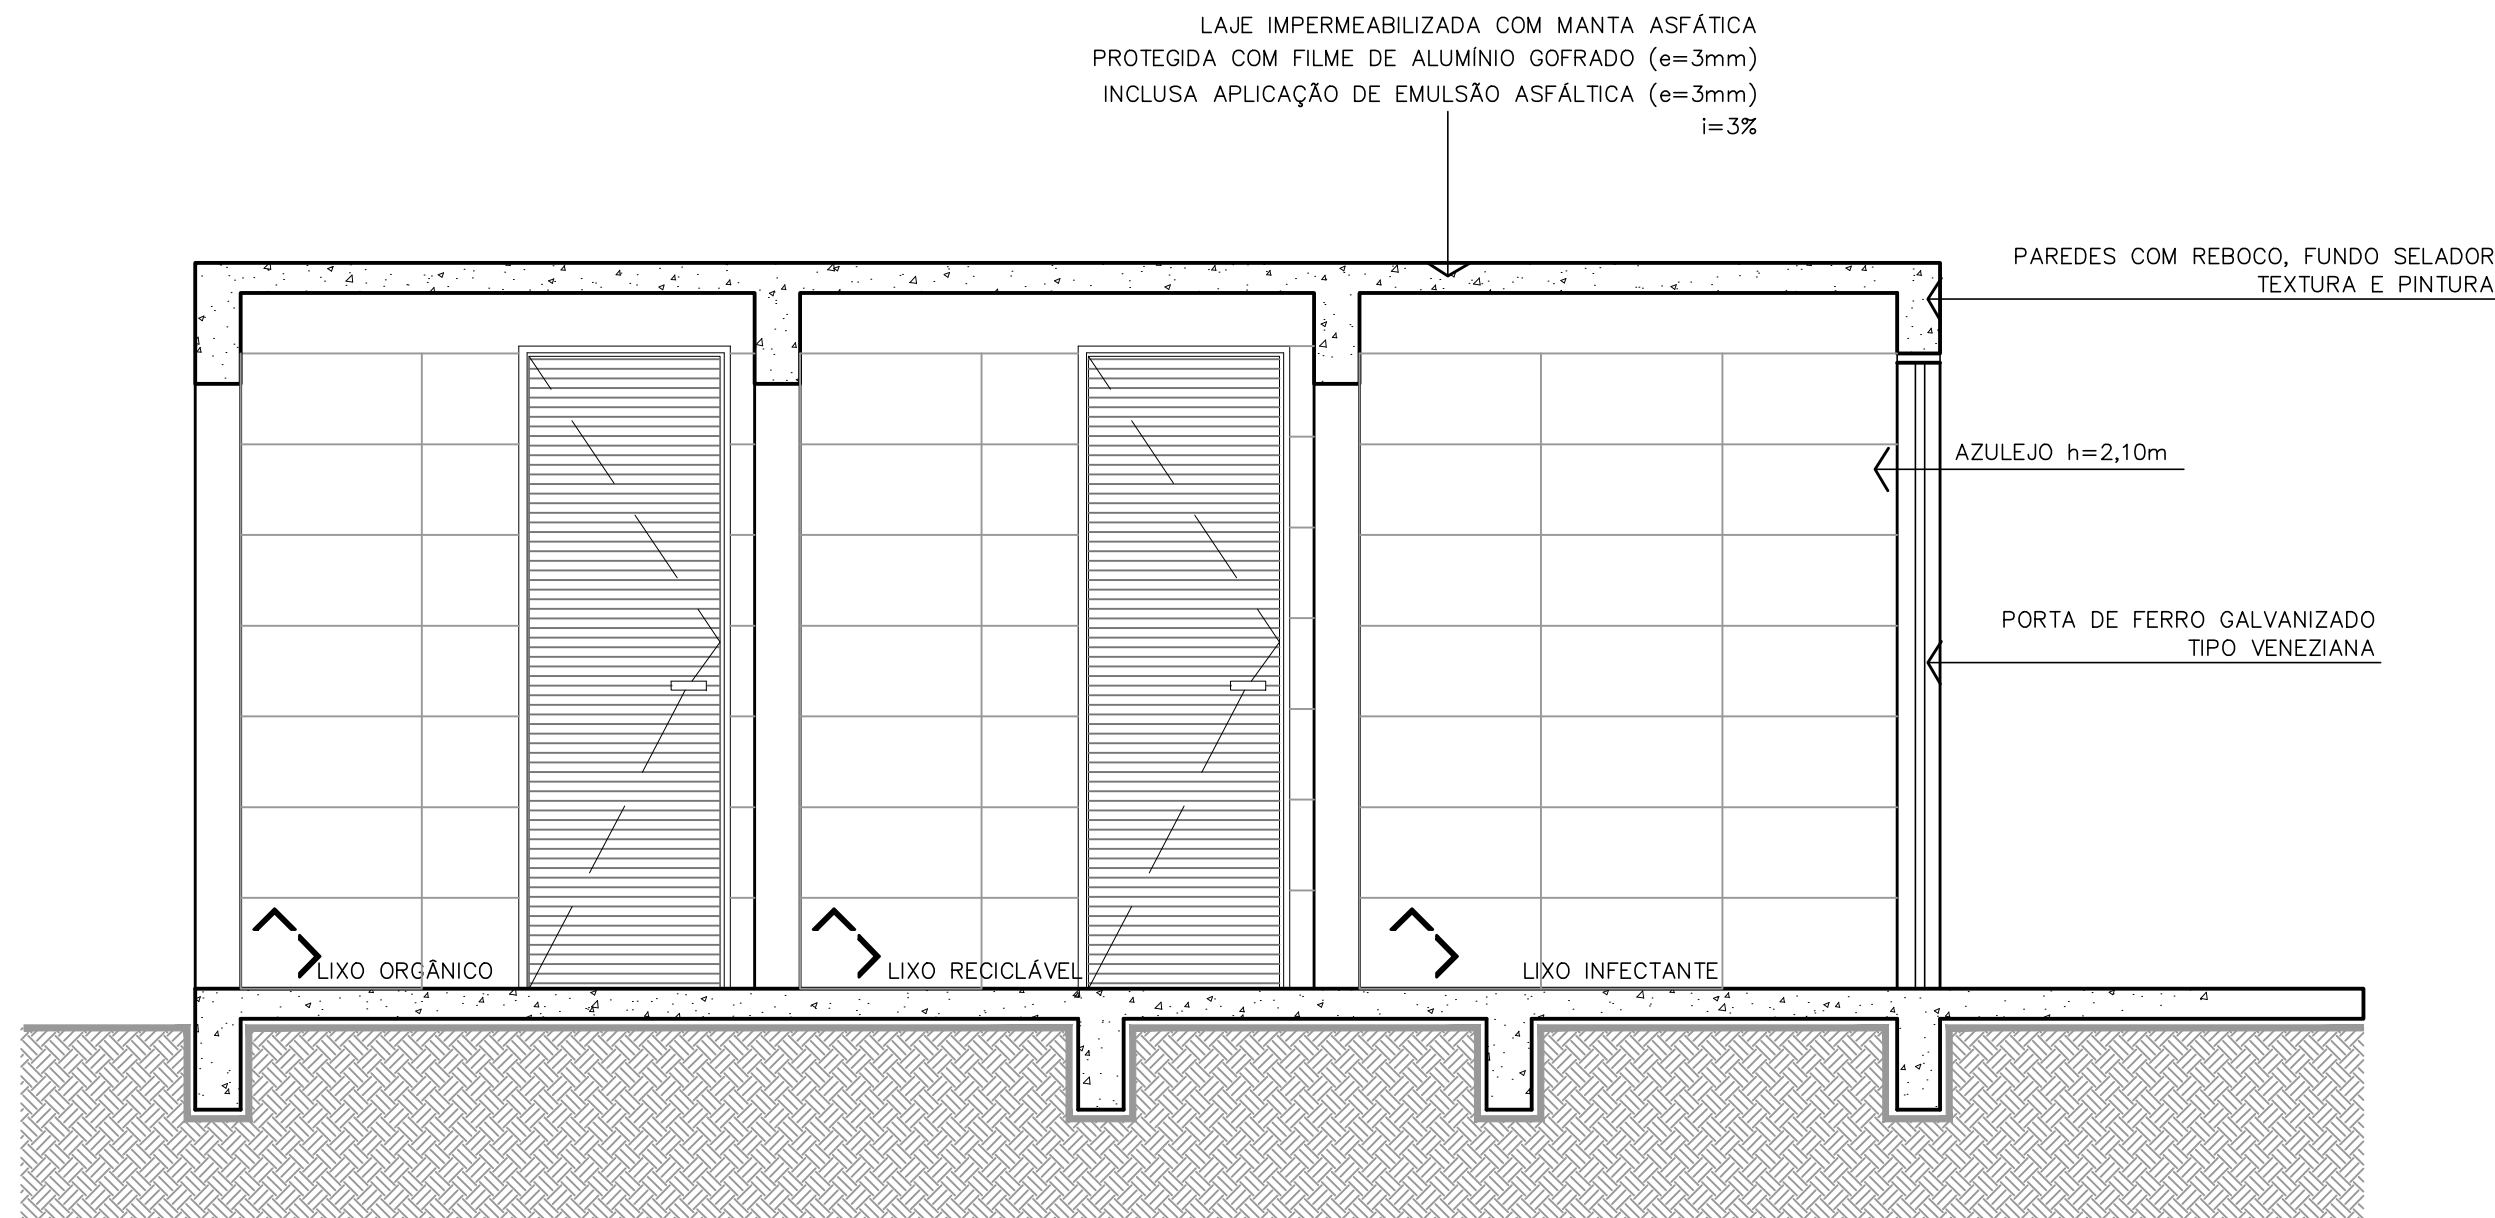 LAJE IMPERMEABILIZADA COM MANTA ASFÁTICA
PROTEGIDA COM FILME DE ALUMÍNIO GOFRADO (e=3mm)
INCLUSA APLICAÇÃO DE EMULSÃO ASFÁLTICA (e=3mm)
i=3%
PAREDES COM REBOCO, FUNDO SELADOR
TEXTURA E PINTURA
AZULEJO h=2,10m
PORTA DE FERRO GALVANIZADO
TIPO VENEZIANA
LIXO ORGÂNICO
LIXO RECICLÁVEL
LIXO INFECTANTE